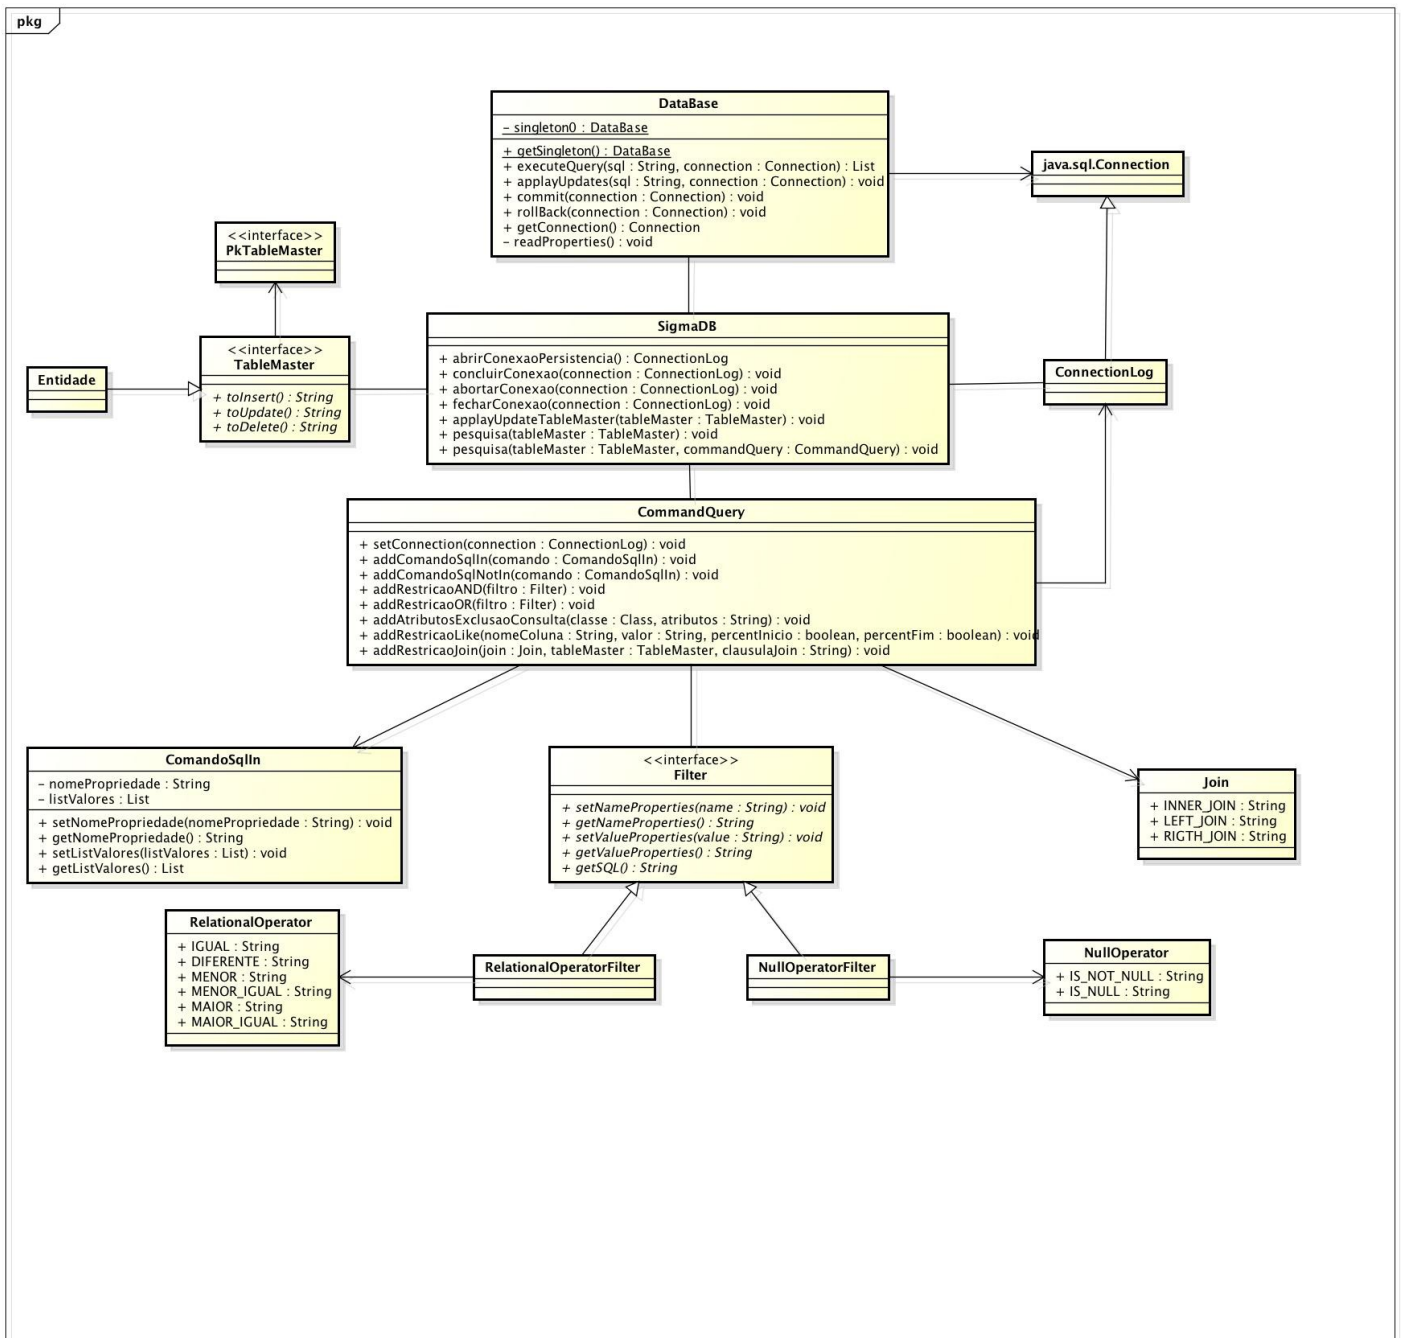 pkg
DataBase
- singleton0 : DataBase
+ getSingleton() : DataBase
+ executeQuery(sql : String, connection : Connection) : List
+ applayUpdates(sql : String, connection : Connection) : void
+ commit(connection : Connection) : void
+ rollBack(connection : Connection) : void
+ getConnection() : Connection
- readProperties() : void
java.sql.Connection
<<interface>>
PkTableMaster
<<interface>>
TableMaster
+ toInsert() : String
+ toUpdate() : String
+ toDelete() : String
Entidade
SigmaDB
+ abrirConexaoPersistencia() : ConnectionLog
+ concluirConexao(connection : ConnectionLog) : void
+ abortarConexao(connection : ConnectionLog) : void
+ fecharConexao(connection : ConnectionLog) : void
+ applayUpdateTableMaster(tableMaster : TableMaster) : void
+ pesquisa(tableMaster : TableMaster) : void
+ pesquisa(tableMaster : TableMaster, commandQuery : CommandQuery) : void
ConnectionLog
CommandQuery
+ setConnection(connection : ConnectionLog) : void
+ addComandoSqlIn(comando : ComandoSqlIn) : void
+ addComandoSqlNotIn(comando : ComandoSqlIn) : void
+ addRestricaoAND(filtro : Filter) : void
+ addRestricaoOR(filtro : Filter) : void
+ addAtributosExclusaoConsulta(classe : Class, atributos : String) : void
+ addRestricaoLike(nomeColuna : String, valor : String, percentInicio : boolean, percentFim : boolean) : void
+ addRestricaoJoin(join : Join, tableMaster : TableMaster, clausulaJoin : String) : void
ComandoSqlIn
- nomePropriedade : String
- listValores : List
+ setNomePropriedade(nomePropriedade : String) : void
+ getNomePropriedade() : String
+ setListValores(listValores : List) : void
+ getListValores() : List
<<interface>>
Filter
+ setNameProperties(name : String) : void
+ getNameProperties() : String
+ setValueProperties(value : String) : void
+ getValueProperties() : String
+ getSQL() : String
Join
+ INNER_JOIN : String
+ LEFT_JOIN : String
+ RIGTH_JOIN : String
RelationalOperator
+ IGUAL : String
+ DIFERENTE : String
+ MENOR : String
+ MENOR_IGUAL : String
+ MAIOR : String
+ MAIOR_IGUAL : String
RelationalOperatorFilter
NullOperatorFilter
NullOperator
+ IS_NOT_NULL : String
+ IS_NULL : String